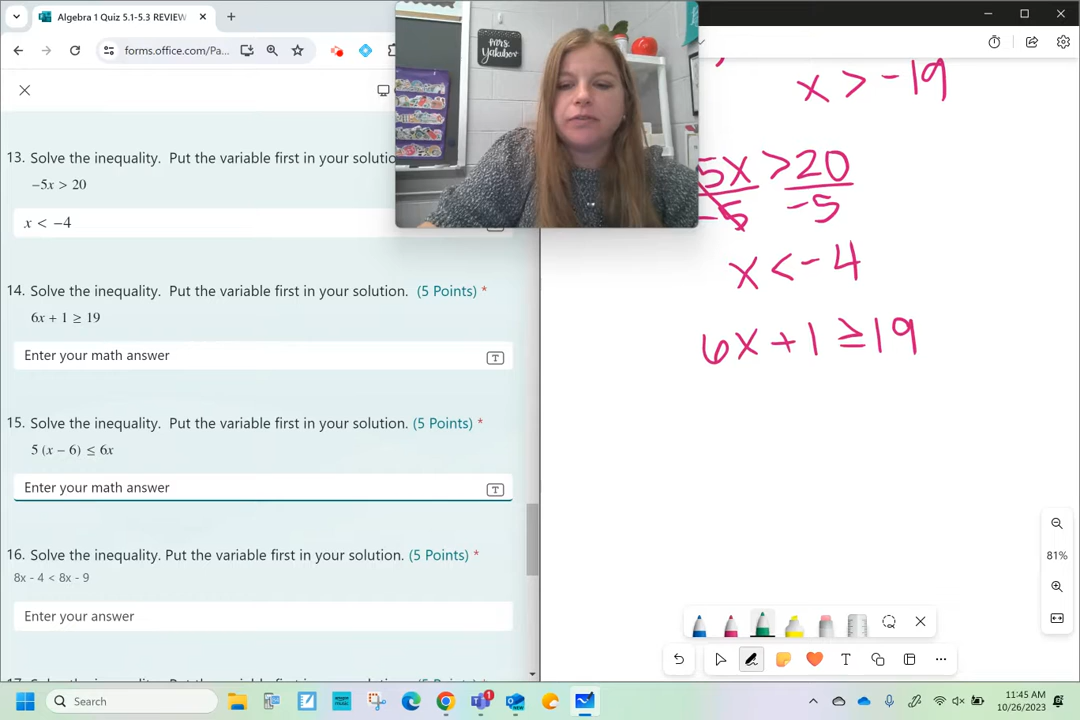 Algebra 1 Quiz 5.1-5.3 REVIEW
forms.office.com/Pa...
Mrs.
Yakubov
x > -19
13. Solve the inequality. Put the variable first in your solutio
−5x > 20
x < −4
5x > 20
-5 -5
x < -4
14. Solve the inequality. Put the variable first in your solution. (5 Points) *
6x + 1 ≥ 19
Enter your math answer
6x + 1 ≥ 19
15. Solve the inequality. Put the variable first in your solution. (5 Points) *
5 (x − 6) ≤ 6x
Enter your math answer
16. Solve the inequality. Put the variable first in your solution. (5 Points) *
8x - 4 < 8x - 9
Enter your answer
81%
Search
11:45 AM
10/26/2023